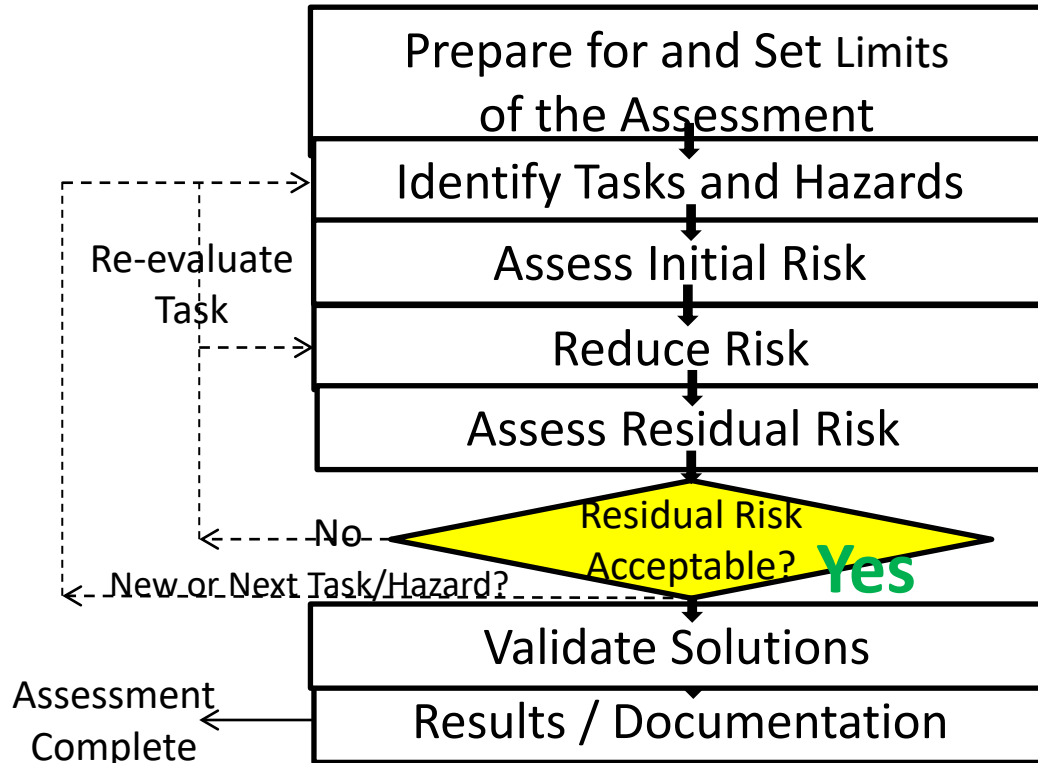 Prepare for and Set Limits
of the Assessment
Identify Tasks and Hazards
Re-evaluate
Task
Assess Initial Risk
Reduce Risk
Assess Residual Risk
No
Residual Risk
Acceptable?
Yes
New or Next Task/Hazard?
Validate Solutions
Assessment
Complete
Results / Documentation